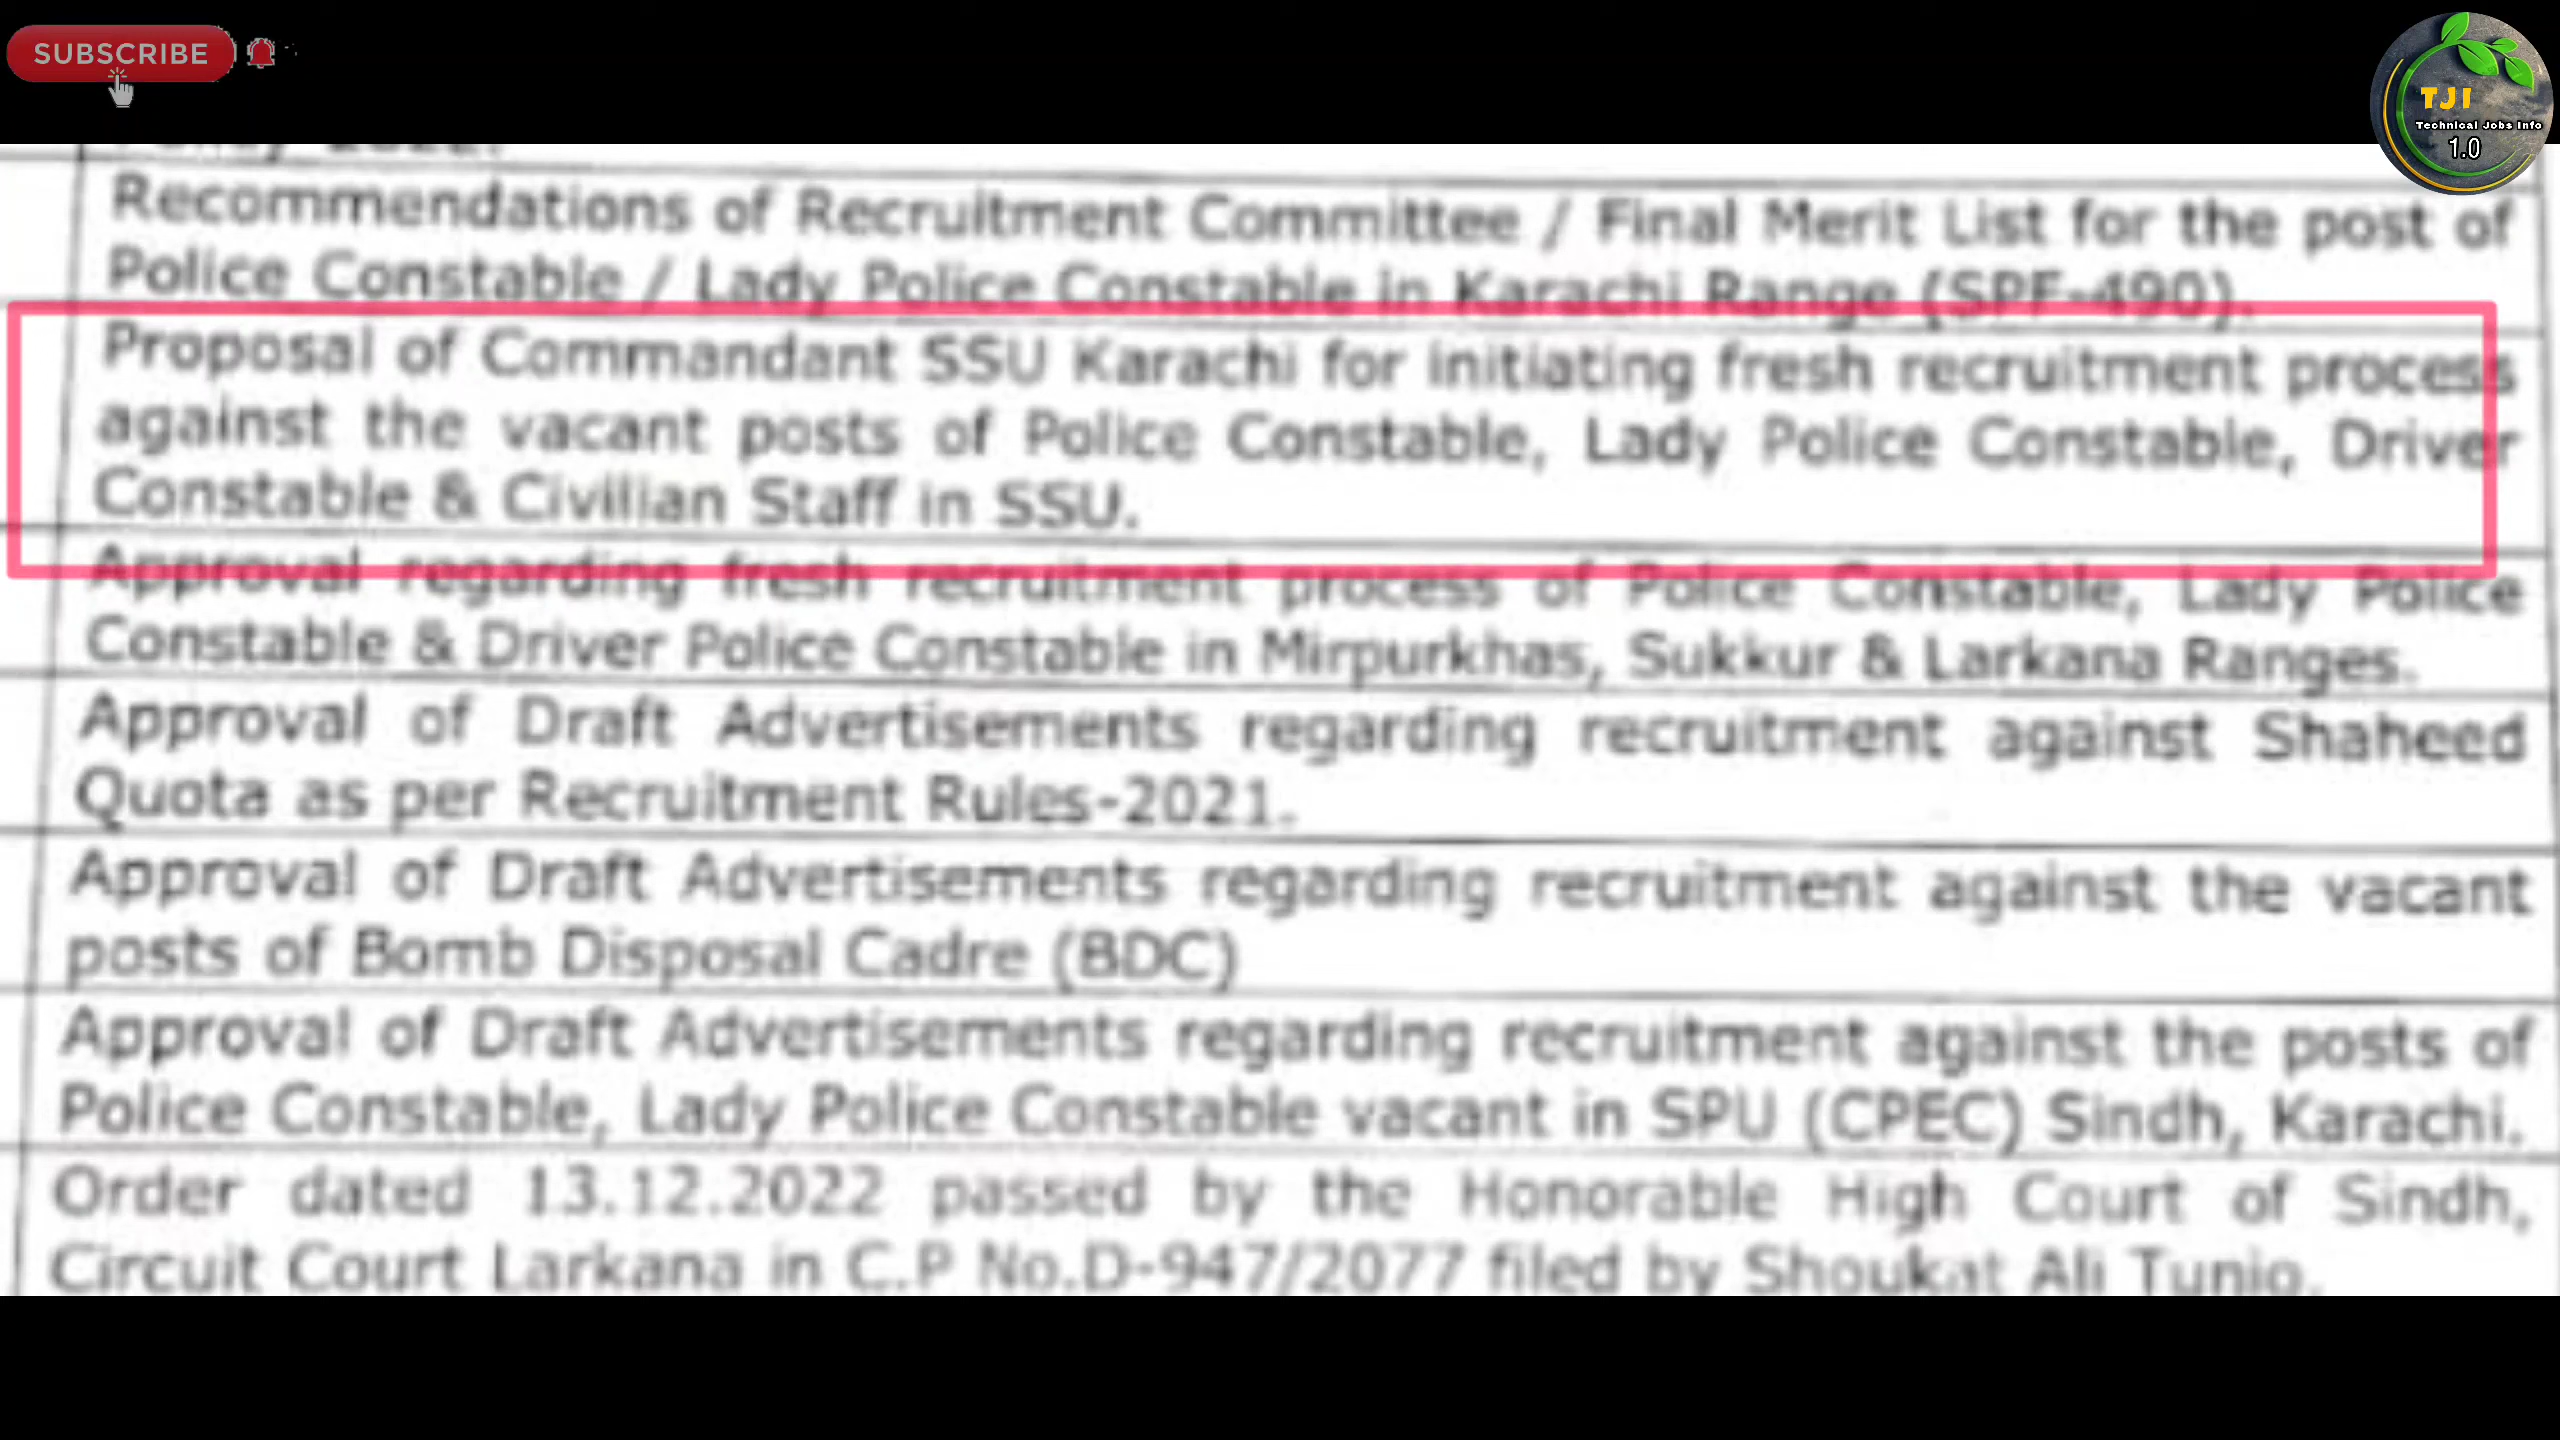 SUBSCRIBE
TJI
Technical Jobs Info
1.0
2022.
Recommendations of Recruitment Committee / Final Merit List for the post of
Police Constable / Lady Police Constable in Karachi Range (SPF-490).
Proposal of Commandant SSU Karachi for initiating fresh recruitment process
against the vacant posts of Police Constable, Lady Police Constable, Driver
Constable & Civilian Staff in SSU.
Approval regarding fresh recruitment process of Police Constable, Lady Police
Constable & Driver Police Constable in Mirpurkhas, Sukkur & Larkana Ranges.
Approval of Draft Advertisements regarding recruitment against Shaheed
Quota as per Recruitment Rules-2021.
Approval of Draft Advertisements regarding recruitment against the vacant
posts of Bomb Disposal Cadre (BDC)
Approval of Draft Advertisements regarding recruitment against the posts of
Police Constable, Lady Police Constable vacant in SPU (CPEC) Sindh, Karachi.
Order dated 13.12.2022 passed by the Honorable High Court of Sindh,
Circuit Court Larkana in C.P No.D-947/2077 filed by Shoukat Ali Tunio.